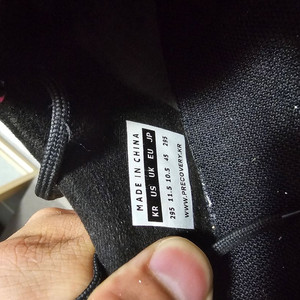 MADE IN CHINA
KR US UK EU JP
295 11.5 10.5 45 295
WWW.PRECOVERY.KR